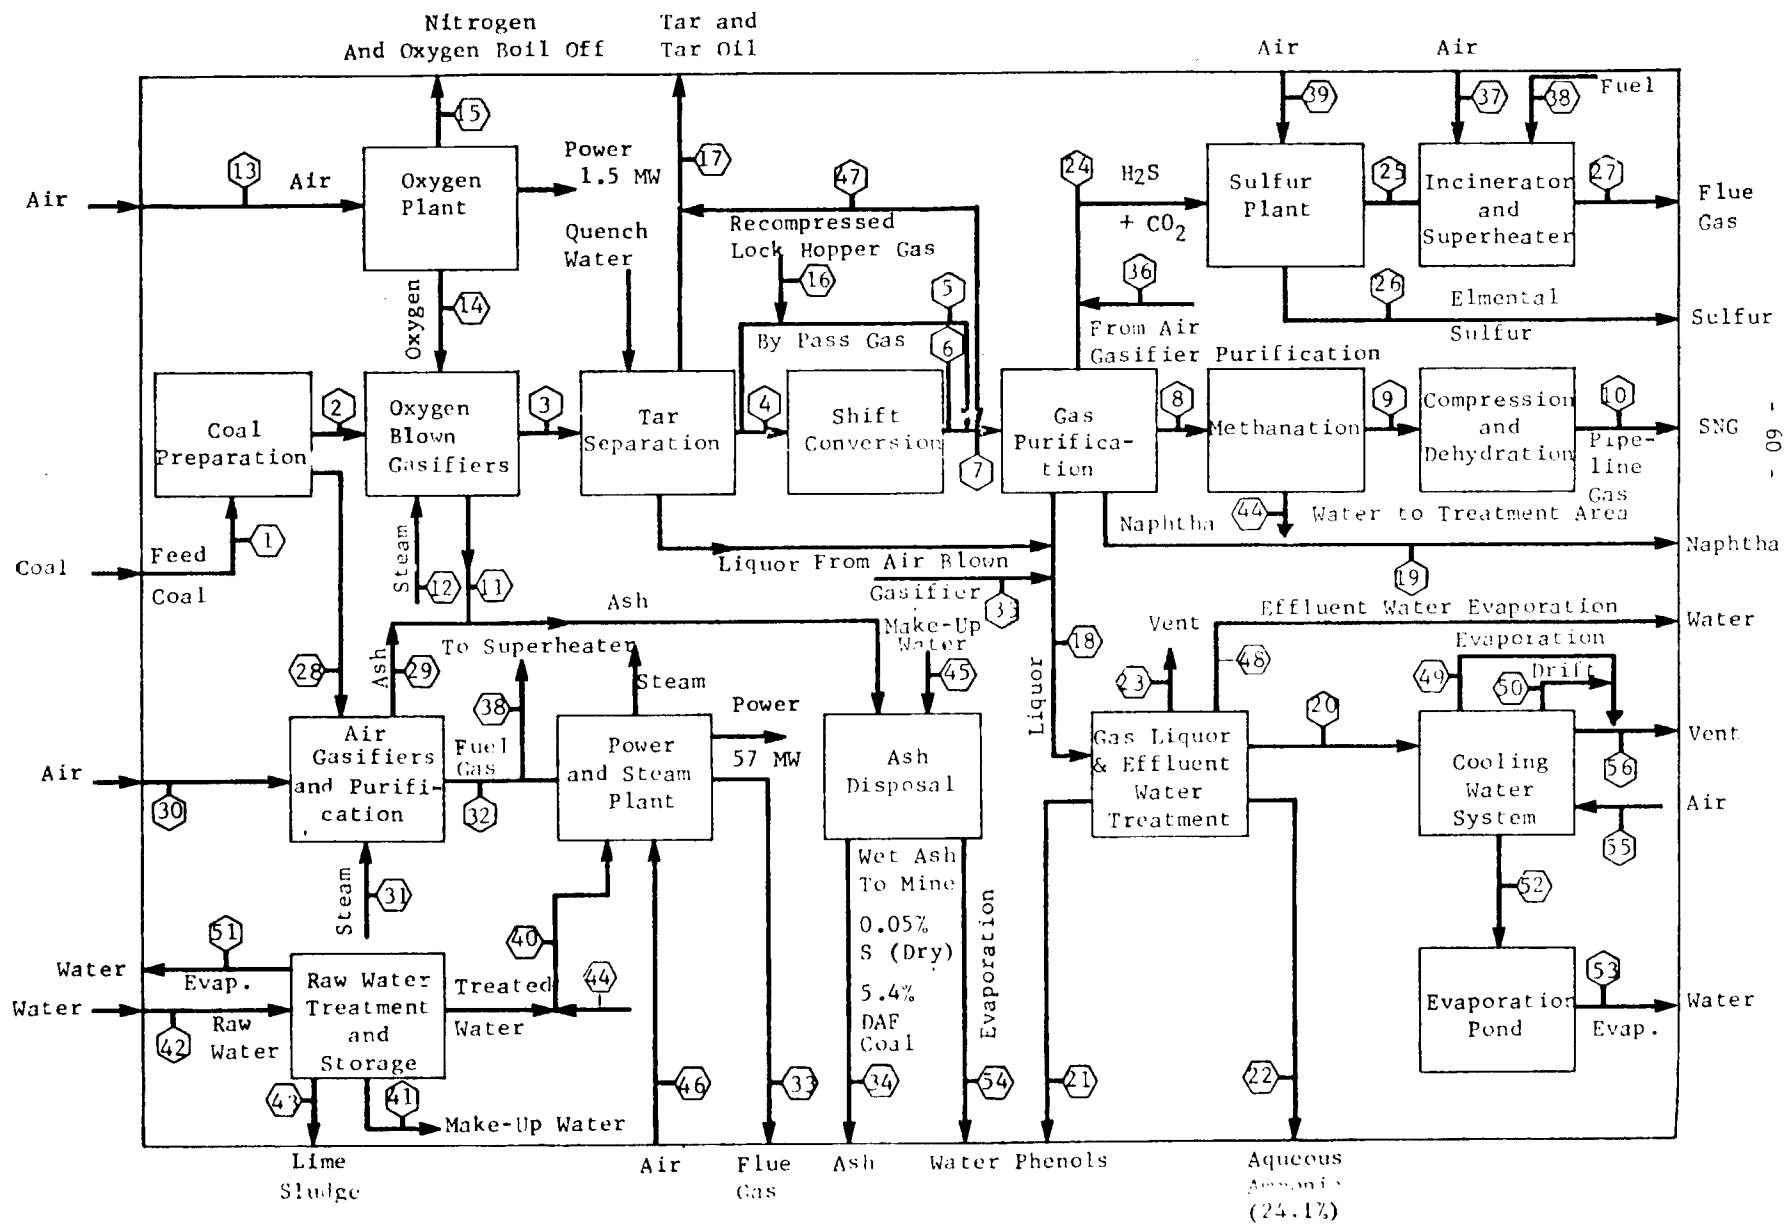 Nitrogen
And Oxygen Boil Off
Tar and
Tar Oil
Air
Air
Fuel
15
39
37
38
17
13
Air
Air
Oxygen
Plant
Power
1.5 MW
47
24
H2S
+ CO2
Sulfur
Plant
25
Incinerator
and
Superheater
27
Flue
Gas
Quench
Water
Recompressed
Lock Hopper Gas
16
5
36
26
Elmental
Sulfur
Sulfur
Oxygen
14
By Pass Gas
6
From Air
Gasifier Purification
Coal
Preparation
2
Oxygen
Blown
Gasifiers
3
Tar
Separation
4
Shift
Conversion
7
Gas
Purifica-
tion
8
Methanation
9
Compression
and
Dehydration
10
Pipe-
line
Gas
SNG
- 60 -
44
Water to Treatment Area
Naphtha
Naphtha
19
Coal
Feed
Coal
1
Steam
12
11
Liquor From Air Blown
Gasifier
Make-Up
Water
45
18
Liquor
Ash
To Superheater
Vent
23
Effluent Water Evaporation
48
Water
Evaporation
49
50
Drift
28
Ash
29
38
Steam
Power
57 MW
20
Air
30
Air
Gasifiers
and Purifi-
cation
Fuel
Gas
32
Power
and Steam
Plant
Ash
Disposal
Gas Liquor
& Effluent
Water
Treatment
Cooling
Water
System
Vent
56
Air
55
Steam
31
40
Wet Ash
To Mine
0.05%
S (Dry)
5.4%
DAF
Coal
Evaporation
52
51
Water
Evap.
Water
42
Raw
Water
Raw Water
Treatment
and
Storage
Treated
Water
44
Evaporation
Pond
53
Evap.
Water
43
41
Make-Up Water
46
33
34
54
21
22
Lime
Sludge
Air
Flue
Gas
Ash
Water
Phenols
Aqueous
(24.1%)